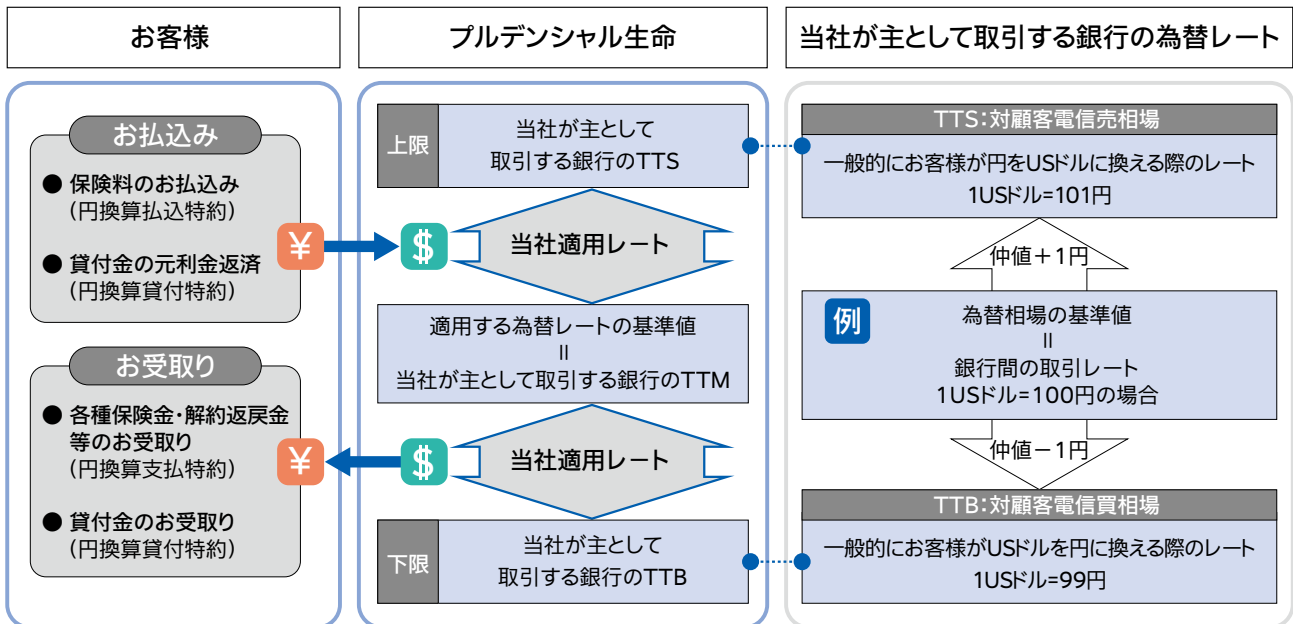 お客様
プルデンシャル生命
当社が主として取引する銀行の為替レート
お払込み
● 保険料のお払込み
(円換算払込特約)
● 貸付金の元利金返済
(円換算貸付特約)
¥
お受取り
● 各種保険金・解約返戻金
等のお受取り
(円換算支払特約)
● 貸付金のお受取り
(円換算貸付特約)
¥
上限
当社が主として
取引する銀行のTTS
$
当社適用レート
適用する為替レートの基準値
=
当社が主として取引する銀行のTTM
$
当社適用レート
下限
当社が主として
取引する銀行のTTB
TTS:対顧客電信売相場
一般的にお客様が円をUSドルに換える際のレート
1USドル=101円
仲値+1円
例
為替相場の基準値
=
銀行間の取引レート
1USドル=100円の場合
仲値-1円
TTB:対顧客電信買相場
一般的にお客様がUSドルを円に換える際のレート
1USドル=99円